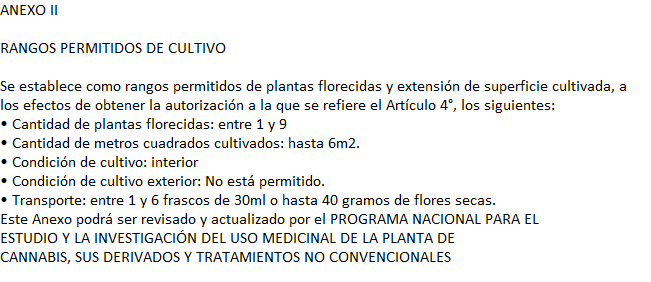 ANEXO II
RANGOS PERMITIDOS DE CULTIVO
Se establece como rangos permitidos de plantas florecidas y extensión de superficie cultivada, a
los efectos de obtener la autorización a la que se refiere el Artículo 4°, los siguientes:
• Cantidad de plantas florecidas: entre 1 y 9
• Cantidad de metros cuadrados cultivados: hasta 6m2.
• Condición de cultivo: interior
• Condición de cultivo exterior: No está permitido.
• Transporte: entre 1 y 6 frascos de 30ml o hasta 40 gramos de flores secas.
Este Anexo podrá ser revisado y actualizado por el PROGRAMA NACIONAL PARA EL
ESTUDIO Y LA INVESTIGACIÓN DEL USO MEDICINAL DE LA PLANTA DE
CANNABIS, SUS DERIVADOS Y TRATAMIENTOS NO CONVENCIONALES